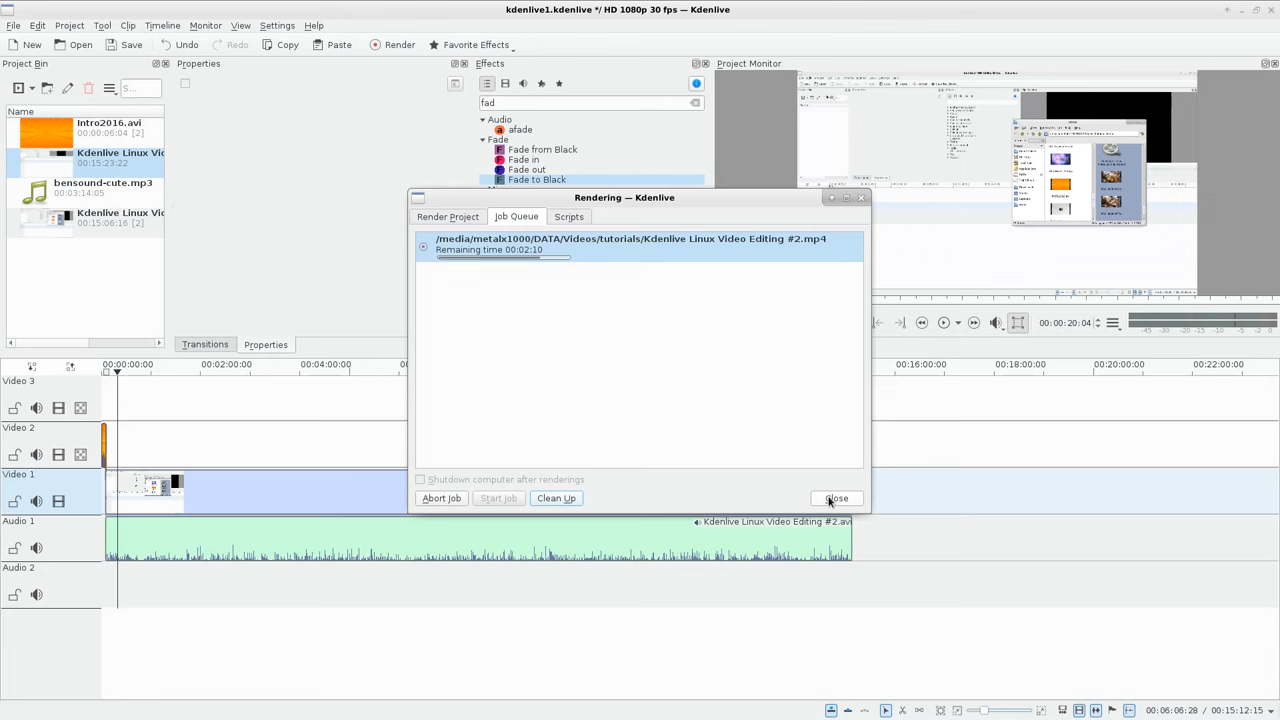 kdenlive1.kdenlive */ HD 1080p 30 fps — Kdenlive
File Edit Project Tool Clip Timeline Monitor View Settings Help
New Open Save Undo Redo Copy Paste Render Favorite Effects
Project Bin
Properties
Effects
Project Monitor
Name
Intro2016.avi
00:00:06:04 [2]
Kdenlive Linux Vic
00:15:23:22
bensound-cute.mp3
00:03:14:05
Kdenlive Linux Vic
00:15:06:16 [2]
fad
Audio
afade
Fade
Fade from Black
Fade in
Fade out
Fade to Black
Transitions Properties
Rendering — Kdenlive
Render Project Job Queue Scripts
/media/metalx1000/DATA/Videos/tutorials/Kdenlive Linux Video Editing #2.mp4
Remaining time 00:02:10
Shutdown computer after renderings
Abort Job Start Job Clean Up Close
00:00:20:04
-45 -30 -20 -10 -5 -2 0
00:00:00:00 00:02:00:00 00:04:00:00 00:16:00:00 00:18:00:00 00:20:00:00 00:22:00:00
Video 3
Video 2
Video 1
Audio 1
Kdenlive Linux Video Editing #2.avi
Audio 2
00:06:06:28 / 00:15:12:15